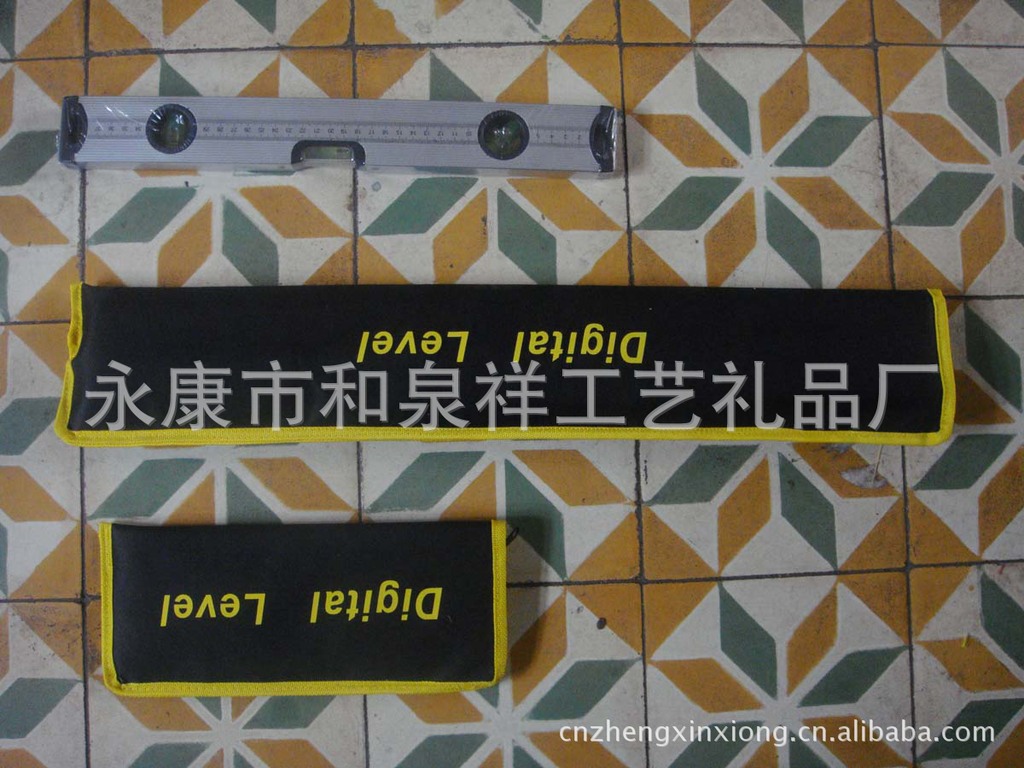 Digital Level
永康市和泉祥工艺礼品厂
Digital Level
cnzhengxinxiong.cn.alibaba.com